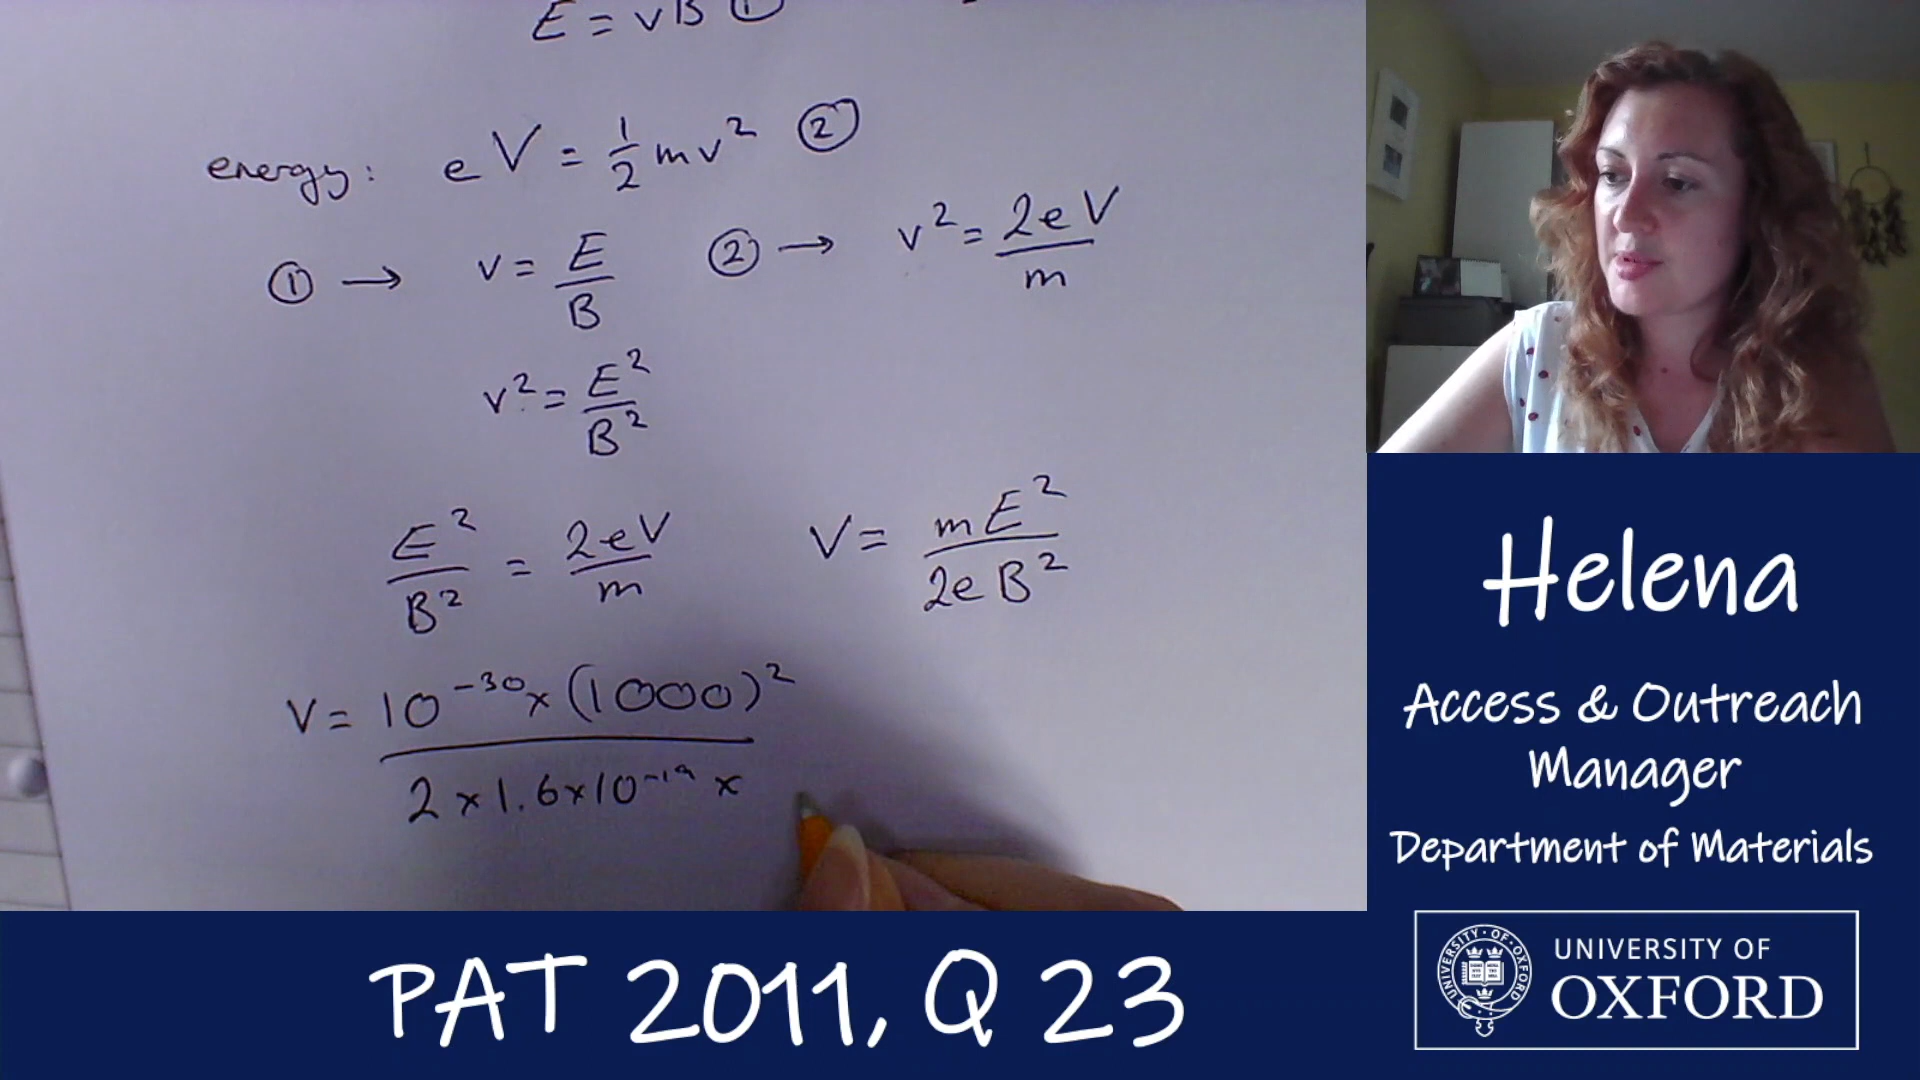 E = vB ①
energy: eV = 1/2 mv² ②
① → v = E/B ② → v² = 2eV/m
v² = E²/B²
E²/B² = 2eV/m V = mE²/2eB²
V = 10⁻³⁰ x (1000)²
2 x 1.6 x 10⁻¹⁹ x
Helena
Access & Outreach
Manager
Department of Materials
PAT 2011, Q 23
UNIVERSITY OF
OXFORD